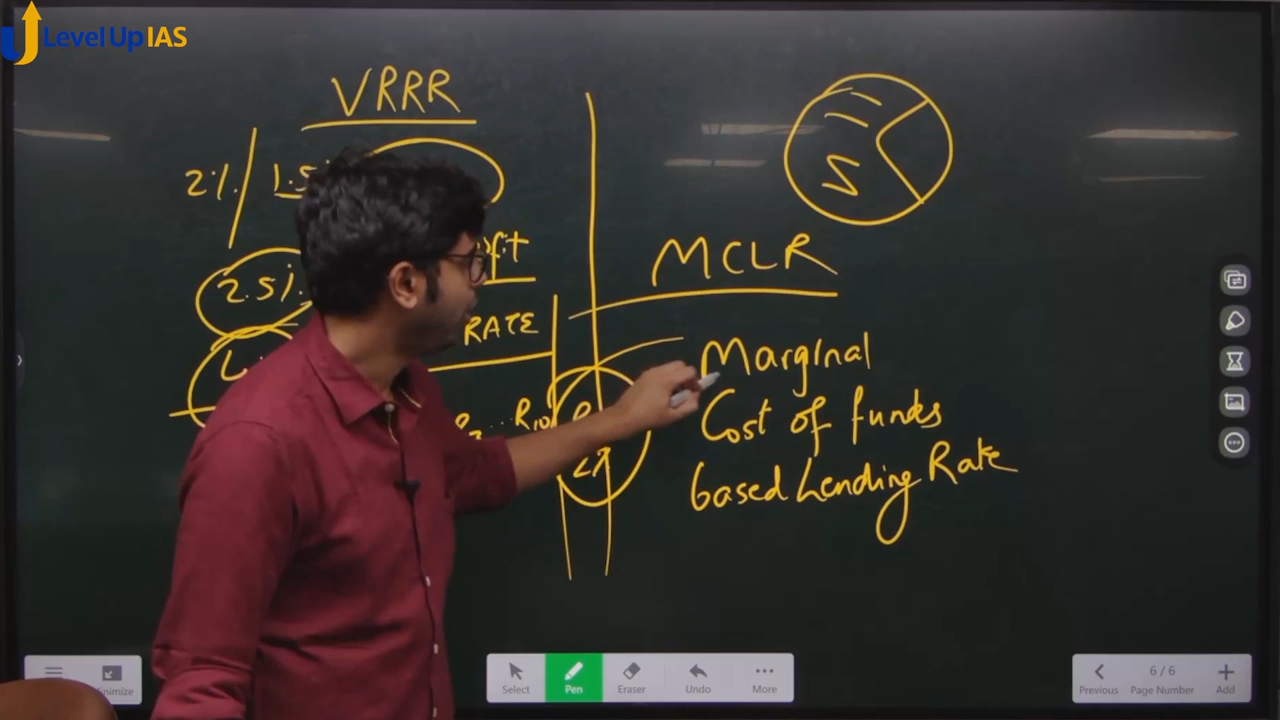 Level Up IAS
VRRR
2%
2.5%
RATE
R10
MCLR
Marginal
Cost of funds
based Lending Rate
Select
Pen
Eraser
Undo
More
Previous
6/6
Page Number
Add